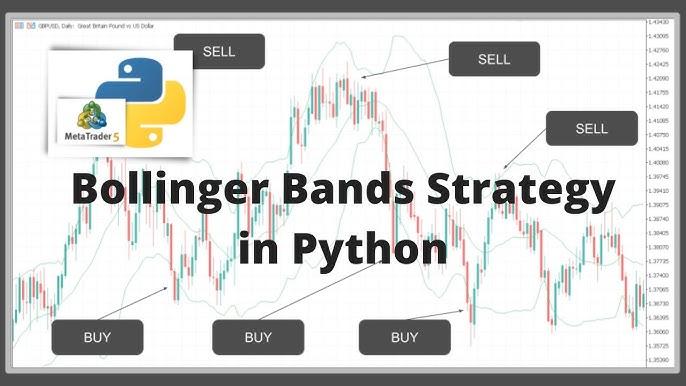 GBPUSD, Daily: Great Britain Pound vs US Dollar
SELL
SELL
SELL
MetaTrader 5
Bollinger Bands Strategy
in Python
BUY
BUY
BUY
1.43430
1.43095
1.42760
1.42425
1.42090
1.41755
1.41420
1.41085
1.40750
1.40415
1.40080
1.39745
1.39410
1.39075
1.38740
1.38405
1.38070
1.37735
1.37400
1.37065
1.36730
1.36395
1.36060
1.35725
1.35390